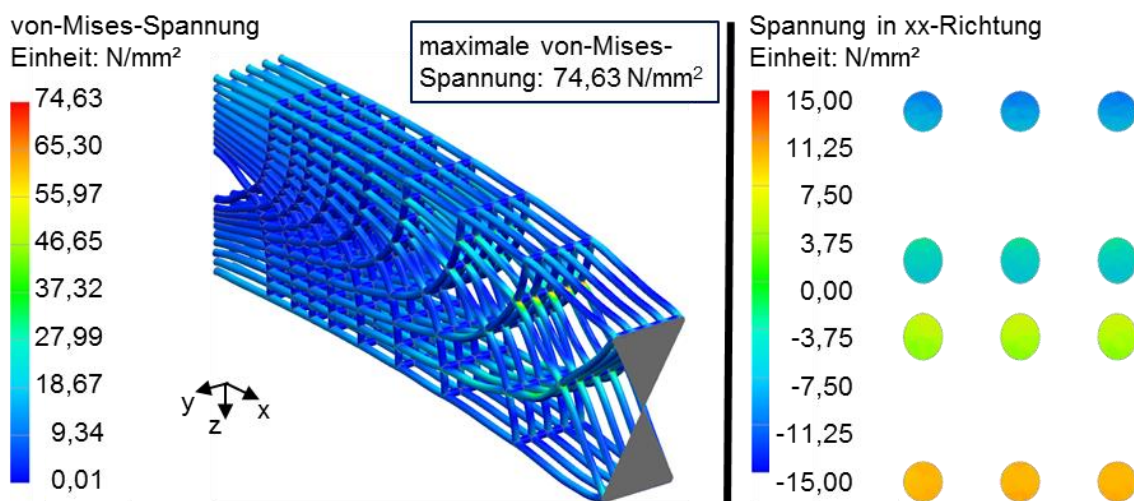 von-Mises-Spannung
Einheit: N/mm²
74,63
65,30
55,97
46,65
37,32
27,99
18,67
9,34
0,01
maximale von-Mises-
Spannung: 74,63 N/mm²
y
z
x
Spannung in xx-Richtung
Einheit: N/mm²
15,00
11,25
7,50
3,75
0,00
-3,75
-7,50
-11,25
-15,00